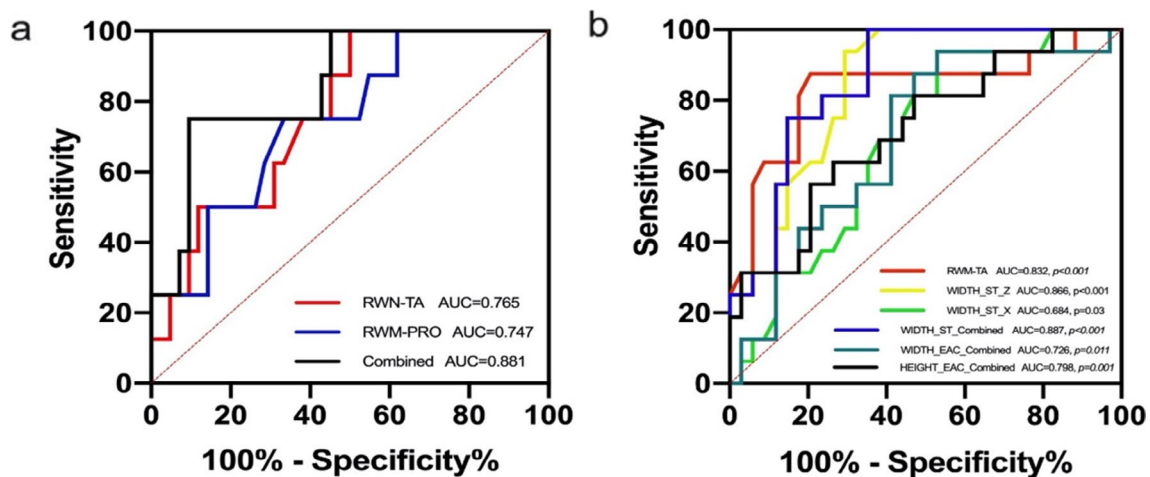 a
100
80
60
40
20
0
Sensitivity
RWN-TA AUC=0.765
RWM-PRO AUC=0.747
Combined AUC=0.881
0 20 40 60 80 100
100% - Specificity%
b
100
80
60
40
20
0
Sensitivity
RWM-TA AUC=0.832, p<0.001
WIDTH_ST_Z AUC=0.866, p<0.001
WIDTH_ST_X AUC=0.684, p=0.03
WIDTH_ST_Combined AUC=0.887, p<0.001
WIDTH_EAC_Combined AUC=0.726, p=0.011
HEIGHT_EAC_Combined AUC=0.798, p=0.001
0 20 40 60 80 100
100% - Specificity%